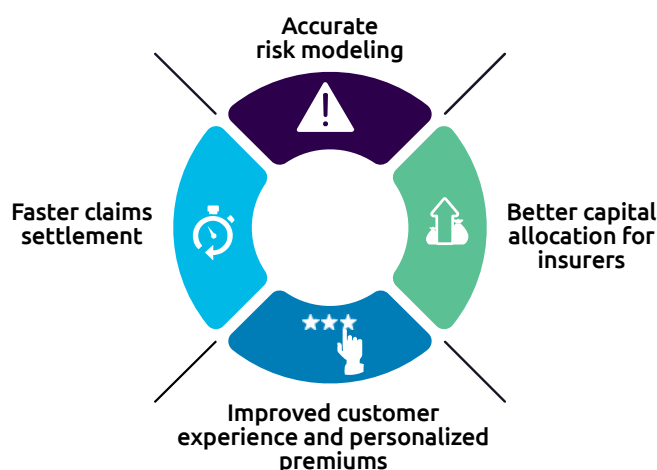 Accurate
risk modeling
Faster claims
settlement
Better capital
allocation for
insurers
Improved customer
experience and personalized
premiums